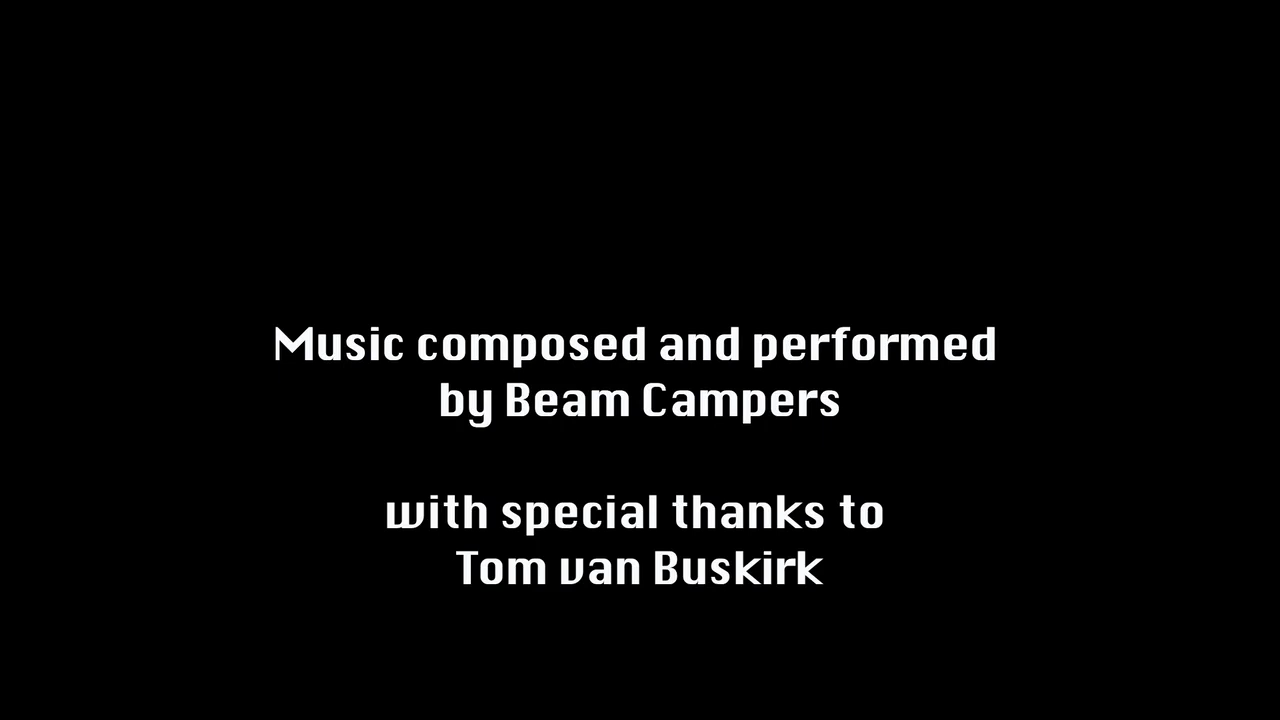 Music composed and performed
by Beam Campers
with special thanks to
Tom van Buskirk